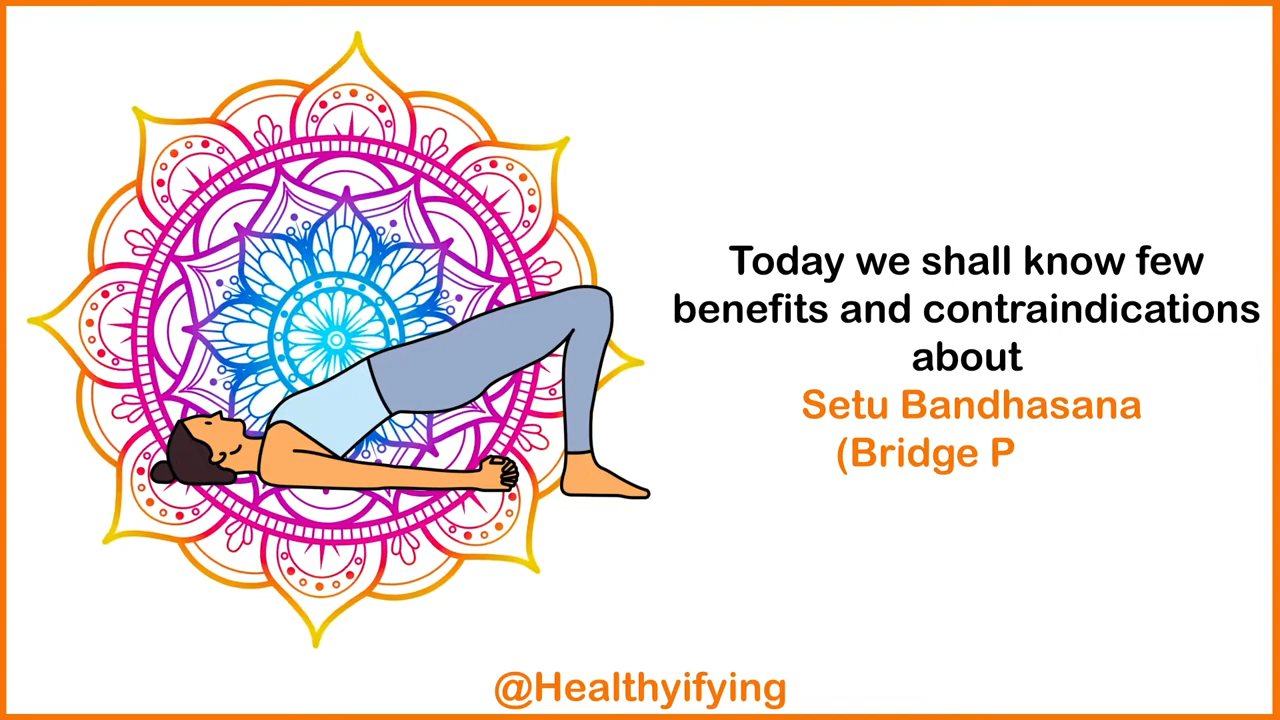 Today we shall know few
benefits and contraindications
about
Setu Bandhasana
(Bridge P
@Healthyifying